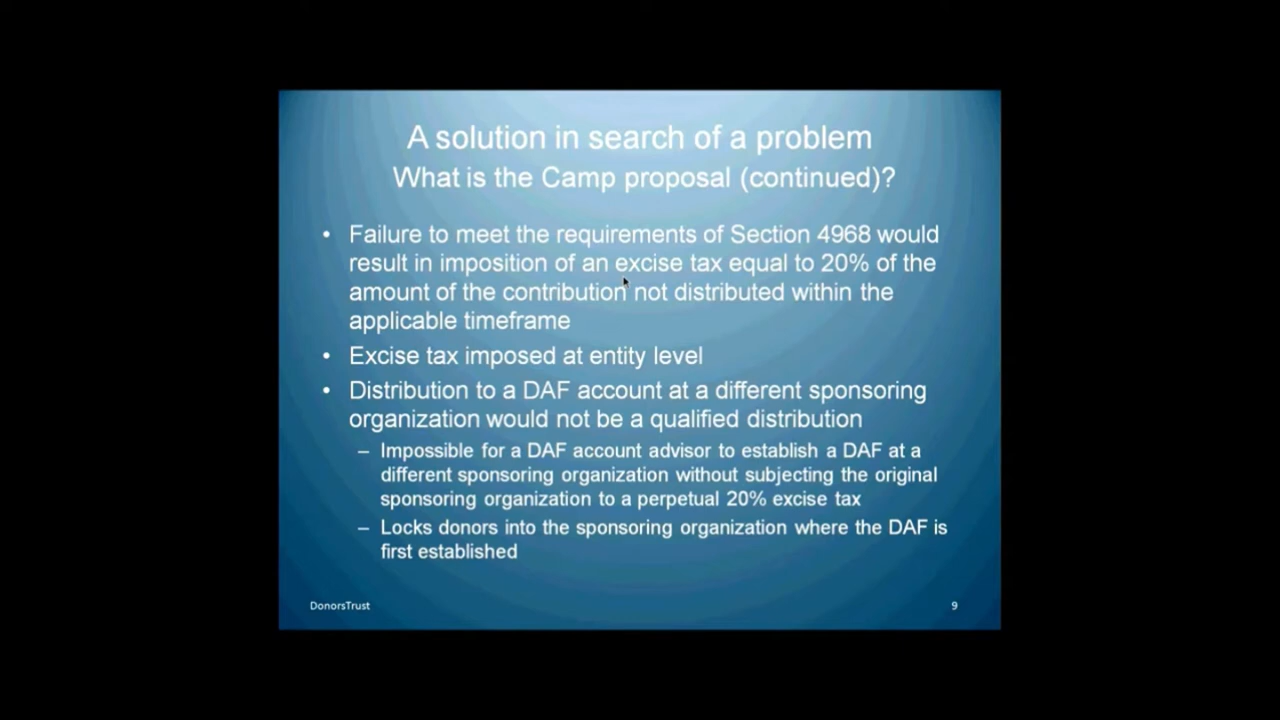 A solution in search of a problem
What is the Camp proposal (continued)?
• Failure to meet the requirements of Section 4968 would
result in imposition of an excise tax equal to 20% of the
amount of the contribution not distributed within the
applicable timeframe
• Excise tax imposed at entity level
• Distribution to a DAF account at a different sponsoring
organization would not be a qualified distribution
– Impossible for a DAF account advisor to establish a DAF at a
different sponsoring organization without subjecting the original
sponsoring organization to a perpetual 20% excise tax
– Locks donors into the sponsoring organization where the DAF is
first established
DonorsTrust
9